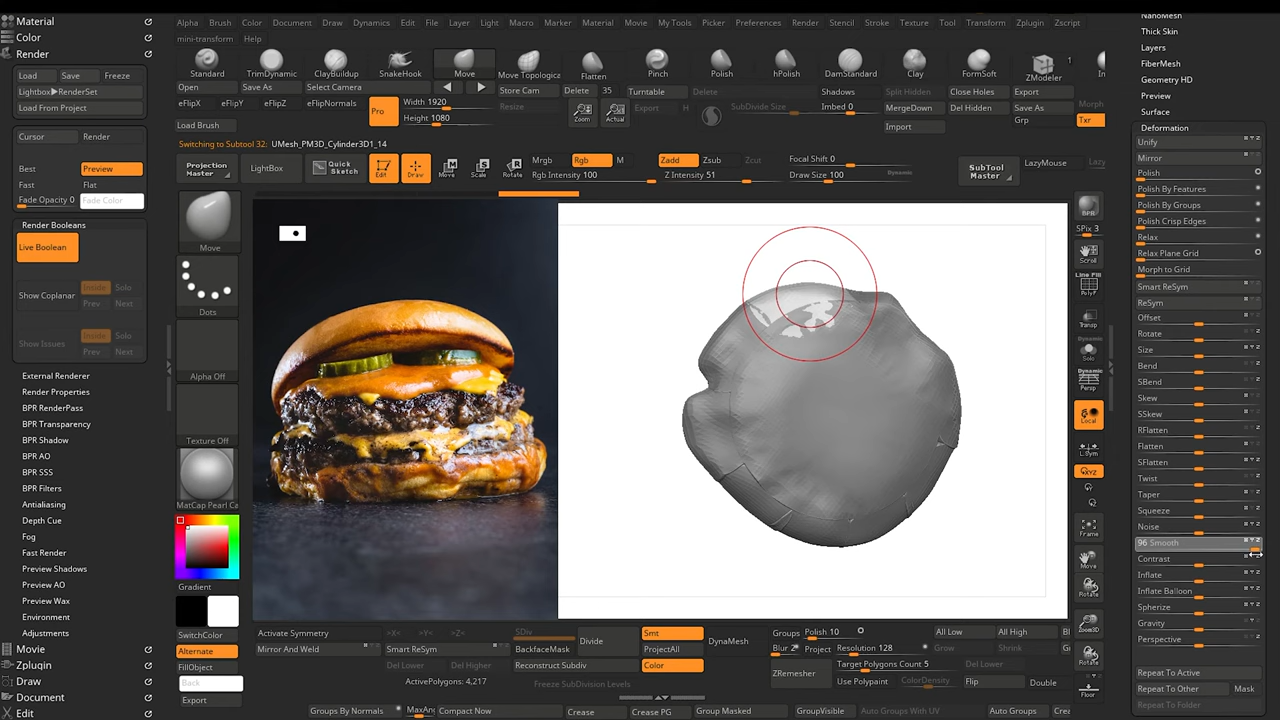 Material
Color
Render
Load Save Freeze
Lightbox▶RenderSet
Load From Project
Cursor Render
Best Preview
Fast Flat
Fade Opacity 0 Fade Color
Render Booleans
Live Boolean
Show Coplanar Inside Solo
Prev Next
Show Issues Inside Solo
Prev Next
External Renderer
Render Properties
BPR RenderPass
BPR Transparency
BPR Shadow
BPR AO
BPR SSS
BPR Filters
Antialiasing
Depth Cue
Fog
Fast Render
Preview Shadows
Preview AO
Preview Wax
Environment
Adjustments
Movie
Zplugin
Draw
Document
Edit
Alpha Brush Color Document Draw Dynamics Edit File Layer Light Macro Marker Material Movie My Tools Picker Preferences Render Stencil Stroke Texture Tool Transform Zplugin Zscript
mini-transform Help
Standard TrimDynamic ClayBuildup SnakeHook Move Move Topologica Flatten Pinch Polish hPolish DamStandard Clay FormSoft ZModeler 1
Open Save As Select Camera Store Cam Delete 35 Turntable Delete Shadows Split Hidden Close Holes Export
eFlipX eFlipY eFlipZ eFlipNormals Pro Width 1920 Resize Zoom Actual Export H SubDivide Size Imbed 0 MergeDown Del Hidden Save As Morph
Height 1080 Grp Txr
Load Brush Import
Switching to Subtool 32: UMesh_PM3D_Cylinder3D1_14
Projection Master LightBox Quick Sketch Edit Draw Move Scale Rotate Mrgb Rgb M Zadd Zsub Zcut Focal Shift 0 SubTool Master LazyMouse Lazy
Rgb Intensity 100 Z Intensity 51 Draw Size 100 Dynamic
Move
Dots
Alpha Off
Texture Off
MatCap Pearl Ca
Gradient
SwitchColor
Alternate
FillObject
Back
Export
BPR
SPix 3
Scroll
Line Fill
PolyF
Transp
Dynamic
Solo
Dynamic
Persp
Local
L.Sym
XYZ
Frame
Move
Rotate
Zoom3D
Rotate
Floor
NanoMesh
Thick Skin
Layers
FiberMesh
Geometry HD
Preview
Surface
Deformation
Unify
Mirror
Polish
Polish By Features
Polish By Groups
Polish Crisp Edges
Relax
Relax Plane Grid
Morph to Grid
Smart ReSym
ReSym
Offset
Rotate
Size
Bend
SBend
Skew
SSkew
RFlatten
Flatten
SFlatten
Twist
Taper
Squeeze
Noise
96 Smooth
Contrast
Inflate
Inflate Balloon
Spherize
Gravity
Perspective
Repeat To Active
Repeat To Other Mask
Repeat To Folder
Activate Symmetry >X< >Y< >Z< SDiv Divide Smt DynaMesh Groups Polish 10 All Low All High
Mirror And Weld Smart ReSym BackfaceMask ProjectAll Blur 2 Project Resolution 128 Grow Shrink
Del Lower Del Higher Reconstruct Subdiv Color ZRemesher Target Polygons Count 5 Del Lower
ActivePolygons: 4,217 Freeze SubDivision Levels Use Polypaint ColorDensity Flip Double
Groups By Normals MaxAng Compact Now Crease Crease PG Group Masked GroupVisible Auto Groups With UV Auto Groups